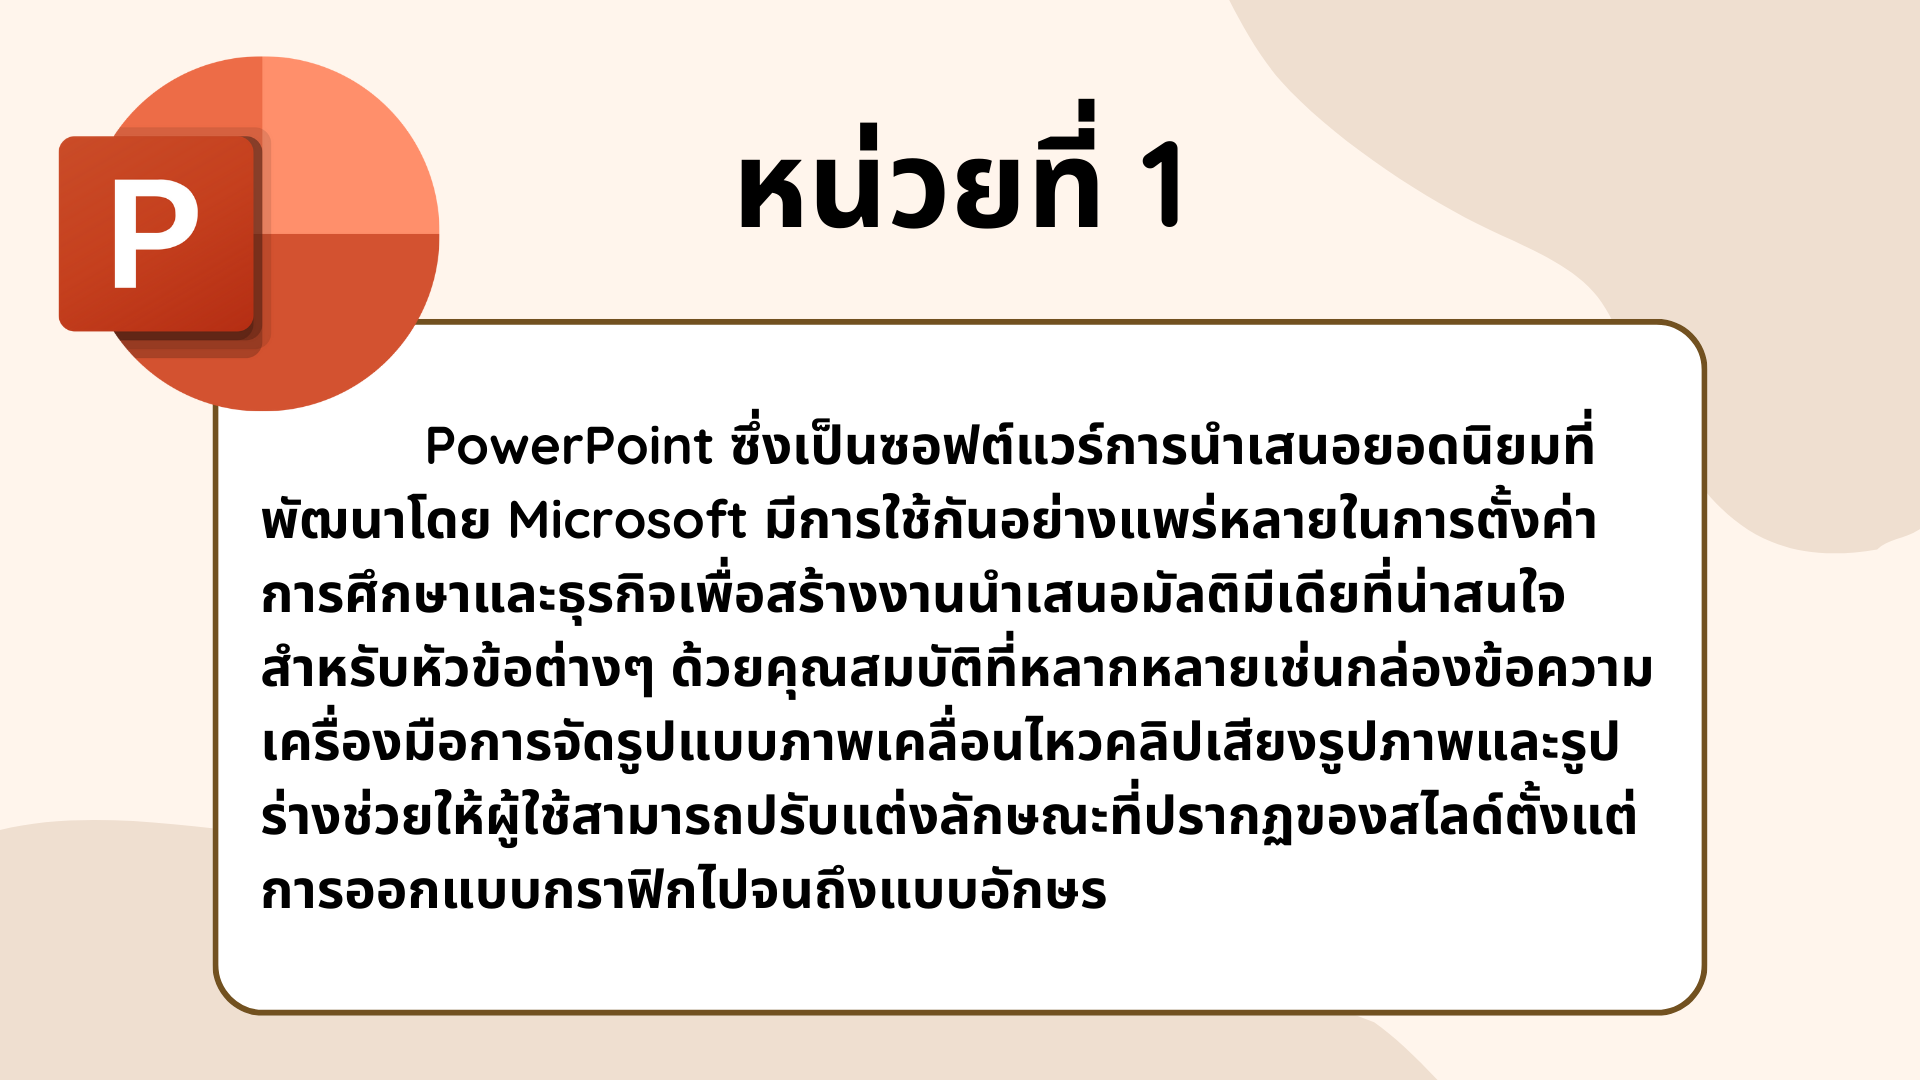 P
หน่วยที่ 1
PowerPoint ซึ่งเป็นซอฟต์แวร์การนำเสนอยอดนิยมที่
พัฒนาโดย Microsoft มีการใช้กันอย่างแพร่หลายในการตั้งค่า
การศึกษาและธุรกิจเพื่อสร้างงานนำเสนอมัลติมีเดียที่น่าสนใจ
สำหรับหัวข้อต่างๆ ด้วยคุณสมบัติที่หลากหลายเช่นกล่องข้อความ
เครื่องมือการจัดรูปแบบภาพเคลื่อนไหวคลิปเสียงรูปภาพและรูป
ร่างช่วยให้ผู้ใช้สามารถปรับแต่งลักษณะที่ปรากฏของสไลด์ตั้งแต่
การออกแบบกราฟิกไปจนถึงแบบอักษร